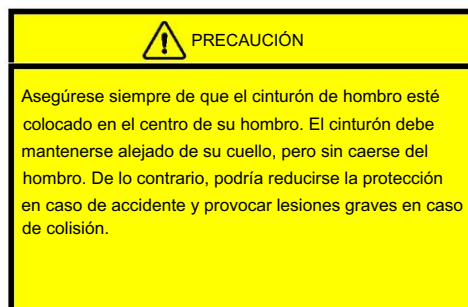 PRECAUCIÓN
Asegúrese siempre de que el cinturón de hombro esté
colocado en el centro de su hombro. El cinturón debe
mantenerse alejado de su cuello, pero sin caerse del
hombro. De lo contrario, podría reducirse la protección
en caso de accidente y provocar lesiones graves en caso
de colisión.